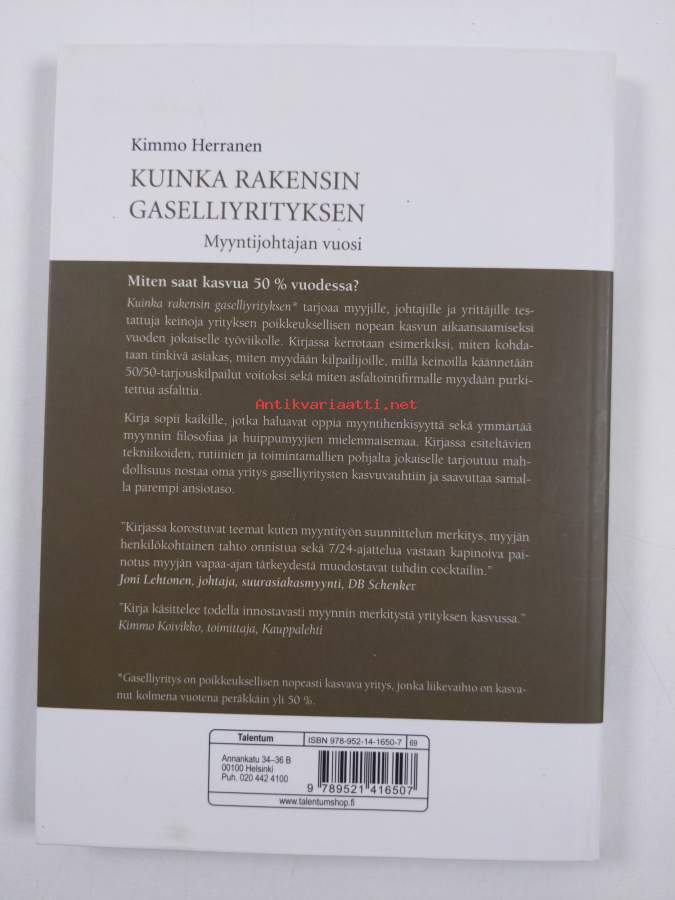 Kimmo Herranen
KUINKA RAKENSIN
GASELLIYRITYKSEN
Myyntijohtajan vuosi
Miten saat kasvua 50 % vuodessa?
Kuinka rakensin gaselliyrityksen* tarjoaa myyjille, johtajille ja yrittäjille tes-
tattuja keinoja yrityksen poikkeuksellisen nopean kasvun aikaansaamiseksi
vuoden jokaiselle työviikolle. Kirjassa kerrotaan esimerkiksi, miten kohda-
taan tinkivä asiakas, miten myydään kilpailijoille, millä keinoilla käännetään
50/50-tarjouskilpailut voitoksi sekä miten asfaltointifirmalle myydään purki-
tettua asfalttia.
Antikvariaatti.net
Kirja sopii kaikille, jotka haluavat oppia myyntihenkisyyttä sekä ymmärtää
myynnin filosofiaa ja huippumyyjien mielenmaisemaa. Kirjassa esiteltävien
tekniikoiden, rutiinien ja toimintamallien pohjalta jokaiselle tarjoutuu mah-
dollisuus nostaa oma yritys gaselliyritysten kasvuvauhtiin ja saavuttaa samal-
la parempi ansiotaso.
"Kirjassa korostuvat teemat kuten myyntityön suunnittelun merkitys, myyjän
henkilökohtainen tahto onnistua sekä 7/24-ajattelua vastaan kapinoiva pai-
notus myyjän vapaa-ajan tärkeydestä muodostavat tuhdin cocktailin."
Joni Lehtonen, johtaja, suurasiakasmyynti, DB Schenker
"Kirja käsittelee todella innostavasti myynnin merkitystä yrityksen kasvussa."
Kimmo Koivikko, toimittaja, Kauppalehti
*Gaselliyritys on poikkeuksellisen nopeasti kasvava yritys, jonka liikevaihto on kasva-
nut kolmena vuotena peräkkäin yli 50 %.
Talentum
ISBN 978-952-14-1650-7
69
Annankatu 34–36 B
00100 Helsinki
Puh. 020 442 4100
9 789521 416507
www.talentumshop.fi